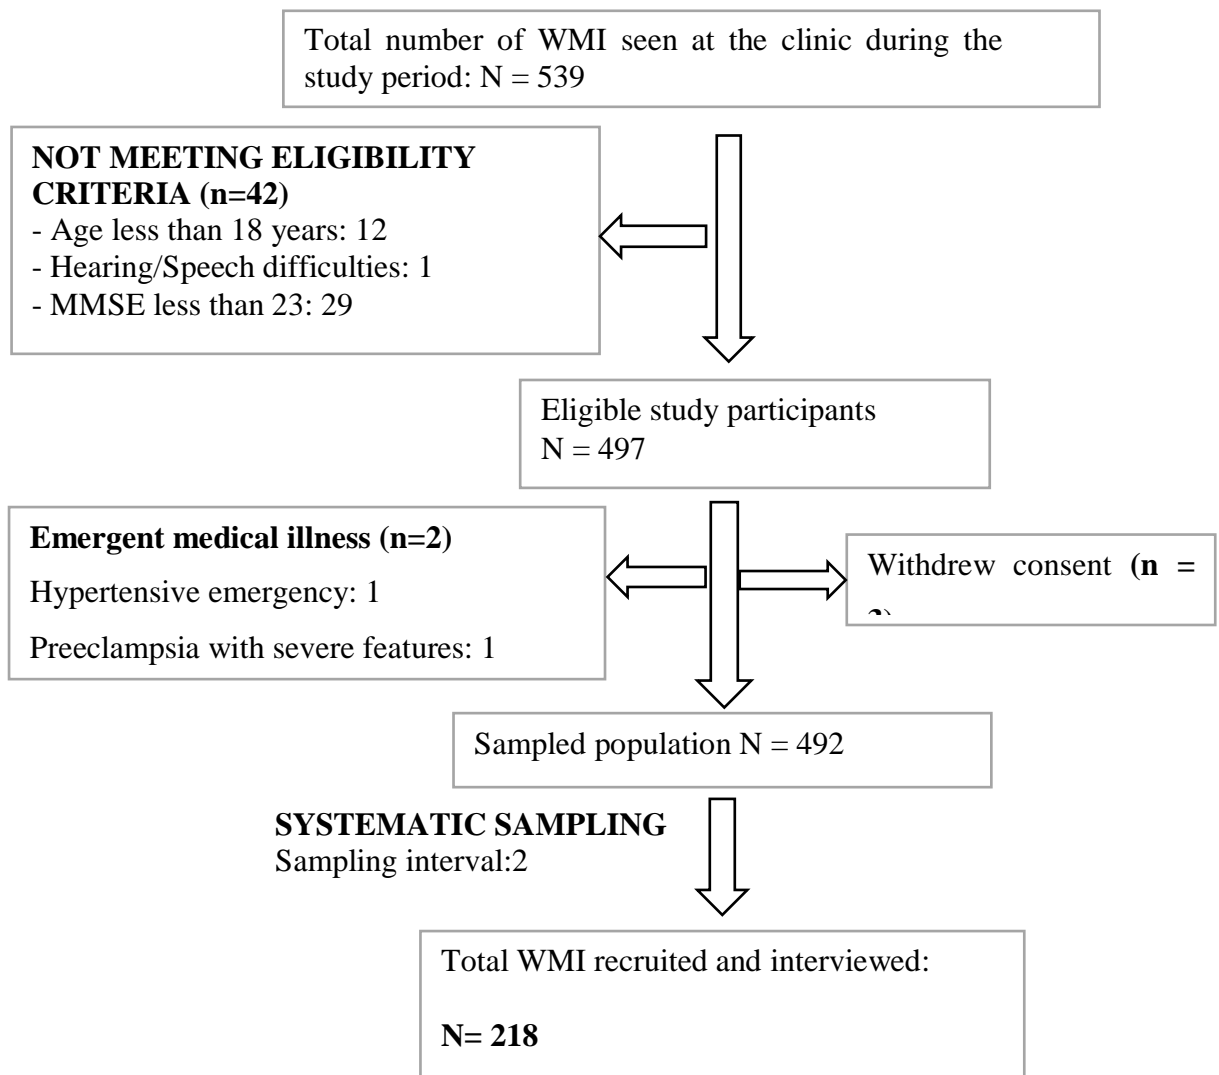 Total number of WMI seen at the clinic during the
study period: N = 539
NOT MEETING ELIGIBILITY
CRITERIA (n=42)
- Age less than 18 years: 12
- Hearing/Speech difficulties: 1
- MMSE less than 23: 29
Eligible study participants
N = 497
Emergent medical illness (n=2)
Hypertensive emergency: 1
Preeclampsia with severe features: 1
Withdrew consent (n =
Sampled population N = 492
SYSTEMATIC SAMPLING
Sampling interval:2
Total WMI recruited and interviewed:
N= 218